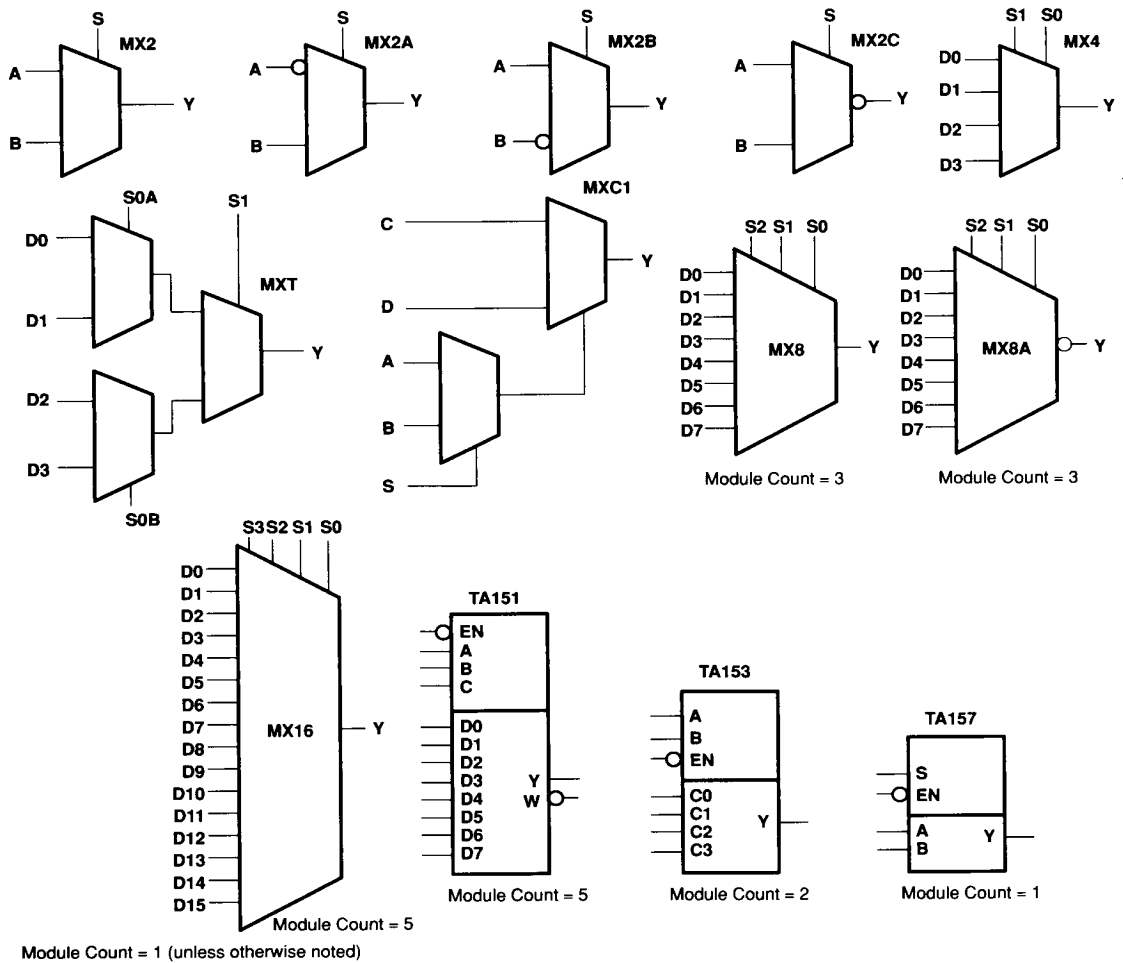 S S S S S1 S0
MX2 MX2A MX2B MX2C MX4
A Y A Y A Y A Y D0 Y
D1
D2
B B B B D3
S0A S1 MXC1
D0 C S2 S1 S0 S2 S1 S0
MXT Y
D1 D
Y
D2 A
D3 B
S0B S
D0 D0
D1 D1
D2 D2
D3 D3
MX8 Y MX8A Y
D4 D4
D5 D5
D6 D6
D7 D7
Module Count = 3 Module Count = 3
S3 S2 S1 S0
D0
D1
D2
D3
D4
D5
D6
D7
MX16 Y
D8
D9
D10
D11
D12
D13
D14
D15
Module Count = 5
TA151
EN
A
B
C
D0
D1
D2
D3 Y
D4 W
D5
D6
D7
Module Count = 5
TA153
A
B
EN
C0
C1 Y
C2
C3
Module Count = 2
TA157
S
EN
A Y
B
Module Count = 1
Module Count = 1 (unless otherwise noted)